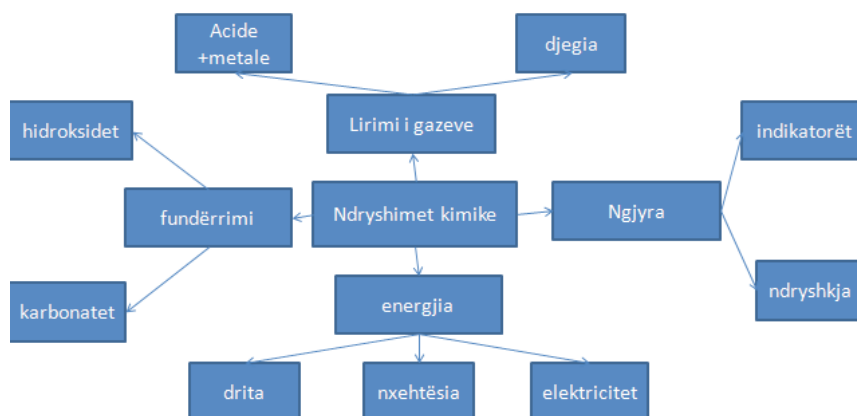 Acide
+metale
djegia
hidroksidet
Lirimi i gazeve
indikatorët
fundërrimi
Ndryshimet kimike
Ngjyra
karbonatet
energjia
ndryshkja
drita
nxehtësia
elektricitet